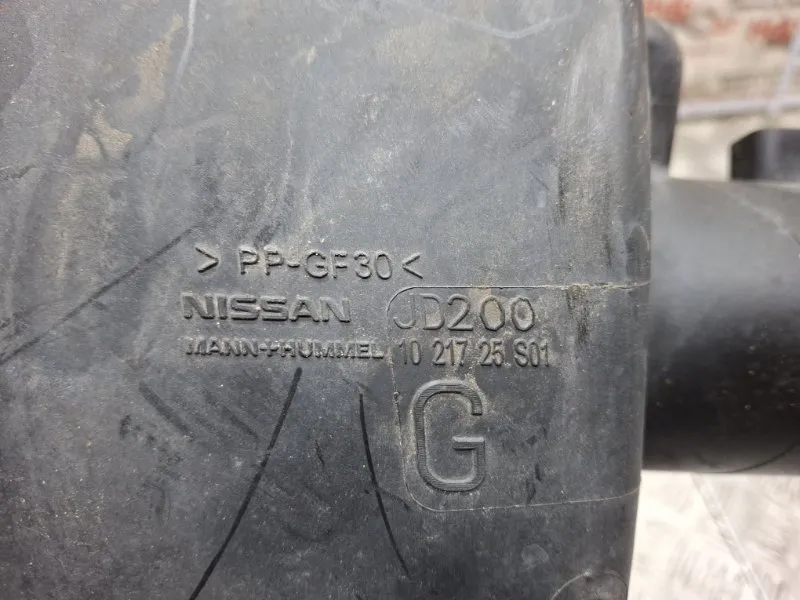 > PP-GF30 <
NISSAN JD200
MANN+HUMMEL 10 217 25 S01
G